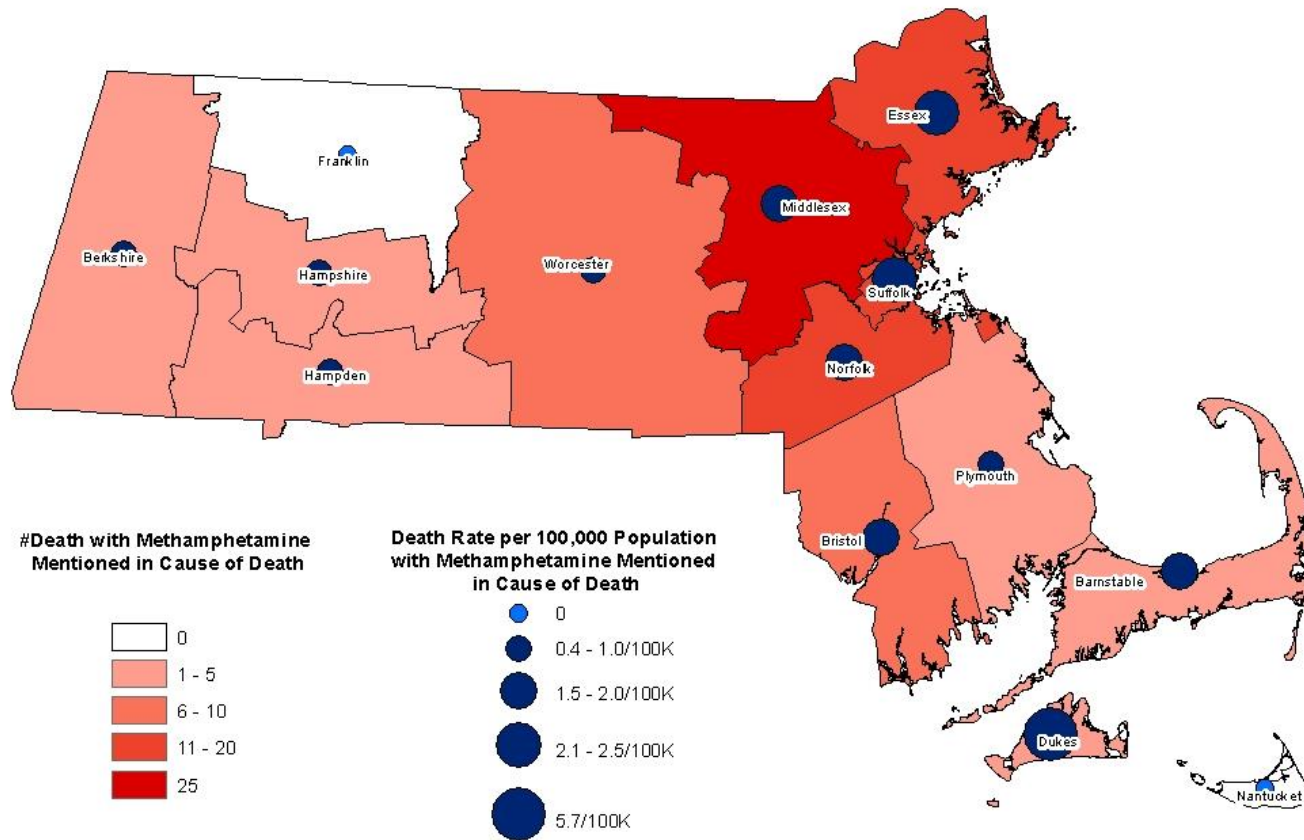 Essex
Franklin
Middlesex
Berkshire
Hampshire
Worcester
Suffolk
Hampden
Norfolk
Plymouth
Bristol
Barnstable
Dukes
Nantucket
#Death with Methamphetamine
Mentioned in Cause of Death
0
1 - 5
6 - 10
11 - 20
25
Death Rate per 100,000 Population
with Methamphetamine Mentioned
in Cause of Death
0
0.4 - 1.0/100K
1.5 - 2.0/100K
2.1 - 2.5/100K
5.7/100K